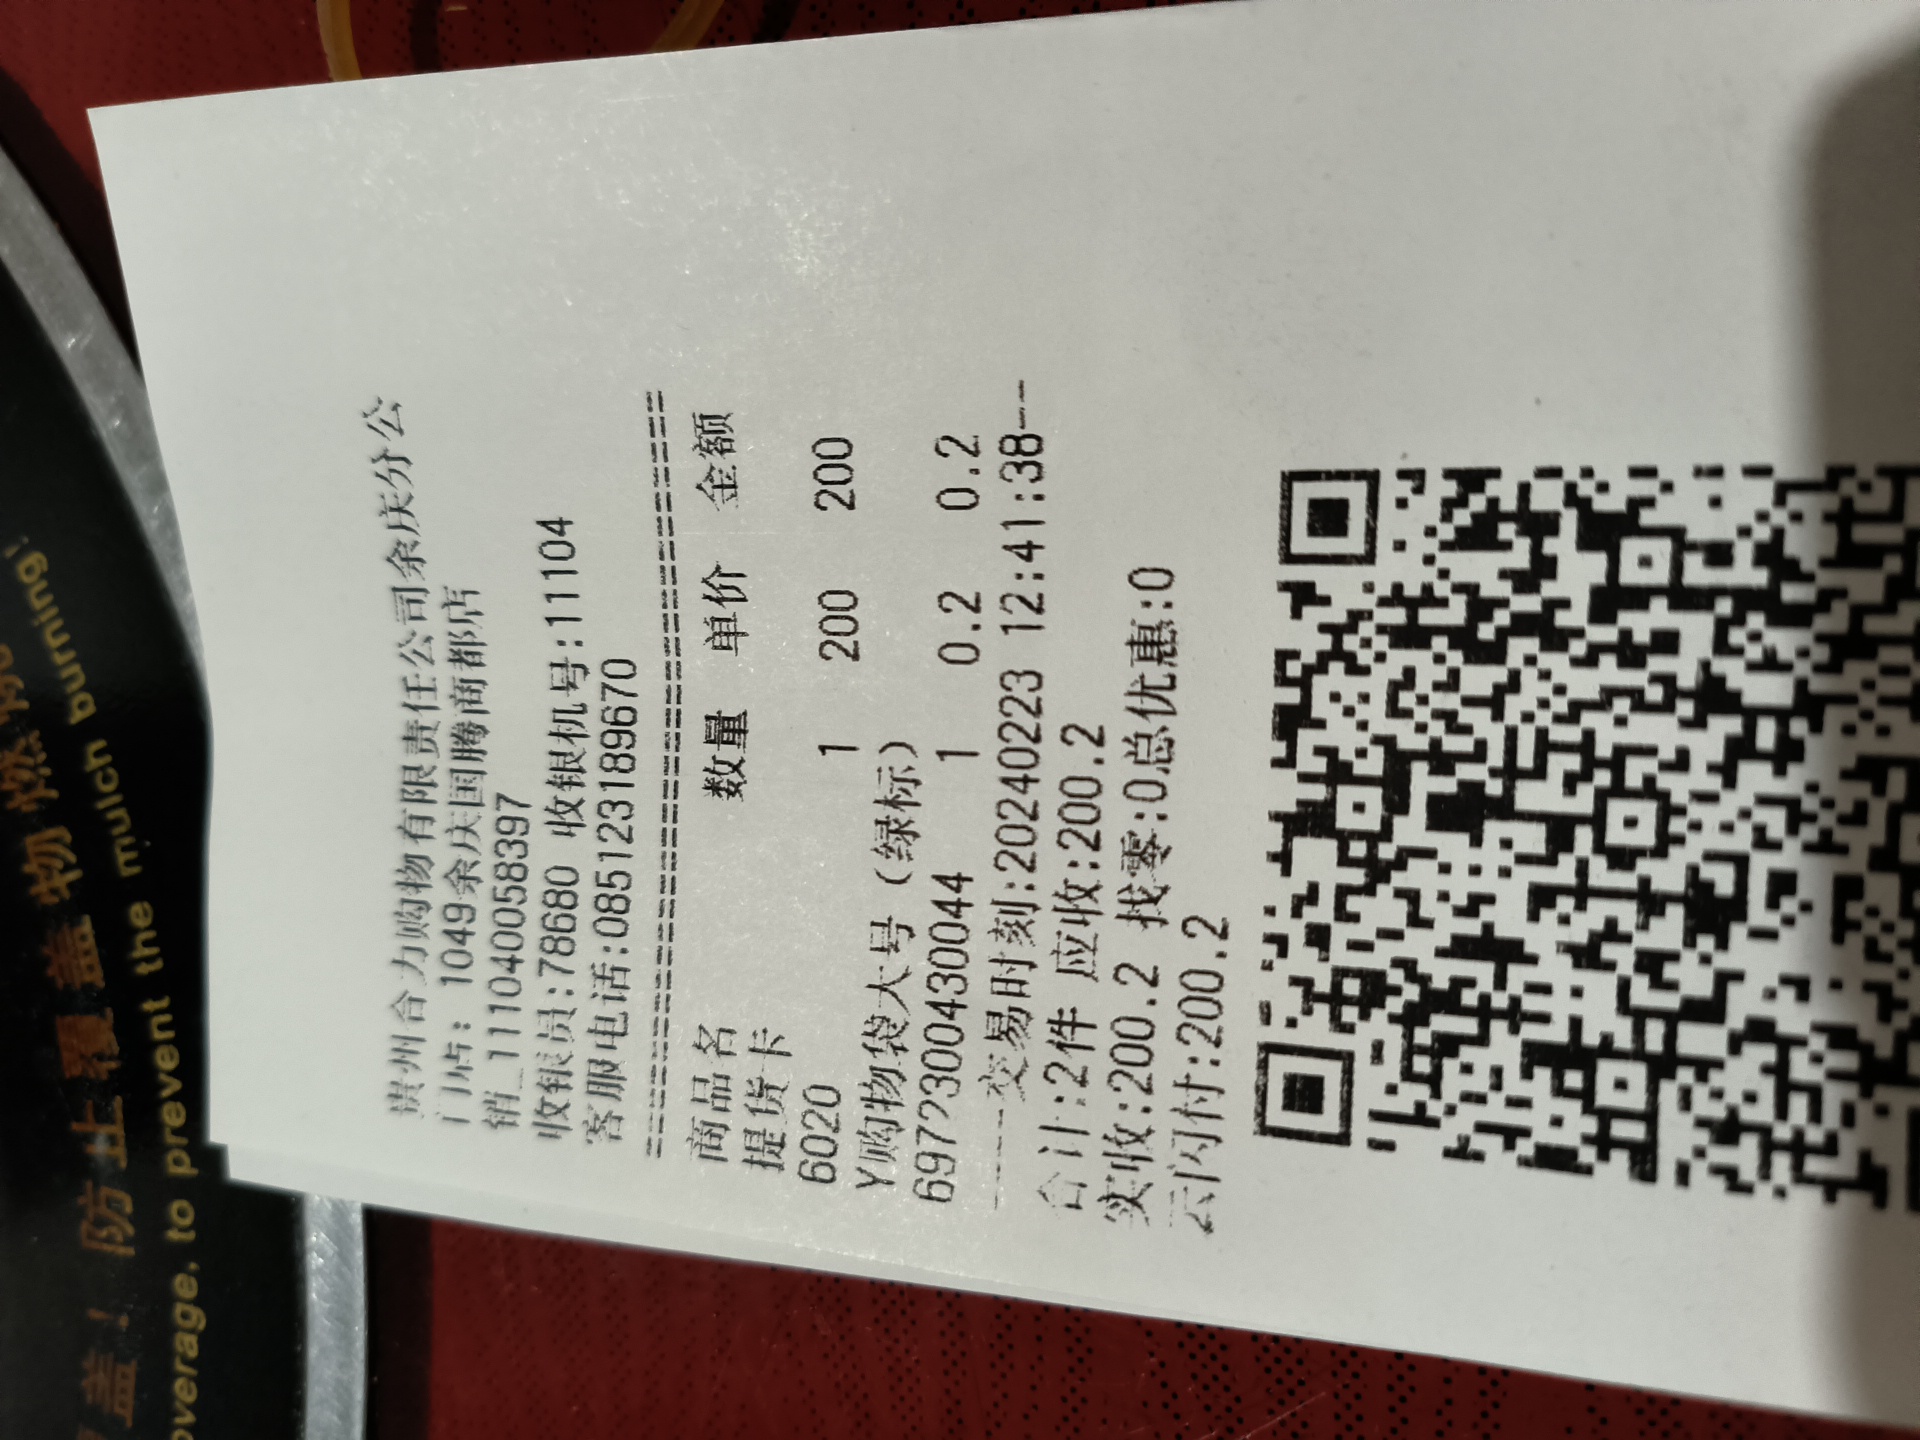 贵州合力购物有限责任公司余庆分公
门店: 1049余庆国腾商都店
销_111040058397
收银员:78680 收银机号:11104
客服电话:085123189670
================================
商品名 数量 单价 金额
提货卡
6020 1 200 200
Y购物袋大号(绿标)
6972300430044 1 0.2 0.2
----交易时刻:20240223 12:41:38--
合计:2件 应收:200.2
实收:200.2 找零:0总优惠:0
云闪付:200.2
盖!防止覆盖物燃
overage, to prevent the mulch burning!